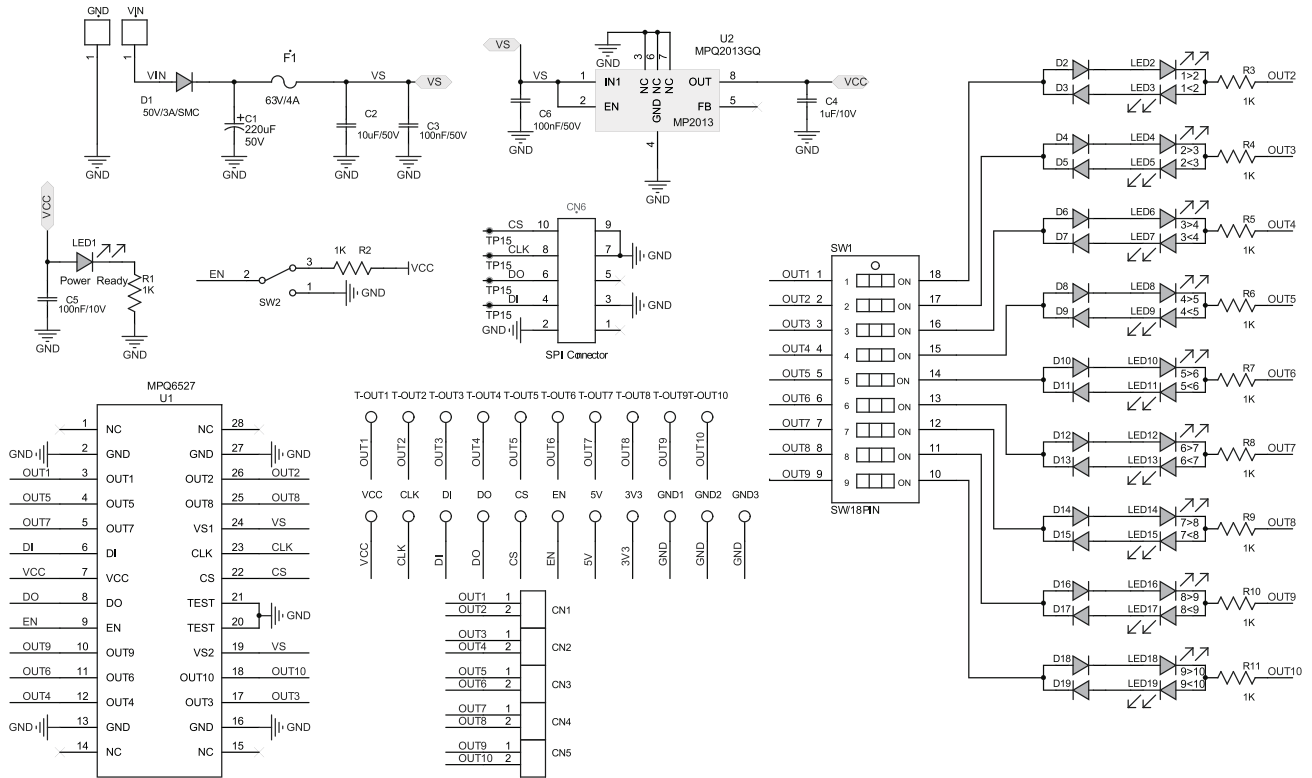 GND VIN
1 1
VIN F1 VS VS
D1 63V/4A
50V/3A/SMC
+ C1
220uF
50V
C2
10uF/50V
C3
100nF/50V
GND GND GND GND
VS
U2
MPQ2013GQ
GND
3 6 7
NC NC NC
VS 1 IN1 OUT 8 VCC
2 EN FB 5
GND
MP2013
4
C6
100nF/50V
C4
1uF/10V
GND GND GND
VCC
LED1
Power Ready
R1
1K
C5
100nF/10V
GND GND
EN 2 SW2 3 1K R2 VCC
1 GND
CN6
CS 10 9
TP15
CLK 8 7 GND
TP15
DO 6 5
TP15
DI 4 3 GND
TP15
GND 2 1
SPI Connector
SW1
OUT1 1 1 ON 18
OUT2 2 2 ON 17
OUT3 3 3 ON 16
OUT4 4 4 ON 15
OUT5 5 5 ON 14
OUT6 6 6 ON 13
OUT7 7 7 ON 12
OUT8 8 8 ON 11
OUT9 9 9 ON 10
SW/18PIN
D2 LED2 1>2 R3 OUT2
D3 LED3 1<2 1K
D4 LED4 2>3 R4 OUT3
D5 LED5 2<3 1K
D6 LED6 3>4 R5 OUT4
D7 LED7 3<4 1K
D8 LED8 4>5 R6 OUT5
D9 LED9 4<5 1K
D10 LED10 5>6 R7 OUT6
D11 LED11 5<6 1K
D12 LED12 6>7 R8 OUT7
D13 LED13 6<7 1K
D14 LED14 7>8 R9 OUT8
D15 LED15 7<8 1K
D16 LED16 8>9 R10 OUT9
D17 LED17 8<9 1K
D18 LED18 9>10 R11 OUT10
D19 LED19 9<10 1K
MPQ6527
U1
1 NC NC 28
GND 2 GND GND 27 GND
OUT1 3 OUT1 OUT2 26 OUT2
OUT5 4 OUT5 OUT8 25 OUT8
OUT7 5 OUT7 VS1 24 VS
DI 6 DI CLK 23 CLK
VCC 7 VCC CS 22 CS
DO 8 DO TEST 21 GND
EN 9 EN TEST 20
OUT9 10 OUT9 VS2 19 VS
OUT6 11 OUT6 OUT10 18 OUT10
OUT4 12 OUT4 OUT3 17 OUT3
GND 13 GND GND 16 GND
14 NC NC 15
T-OUT1 T-OUT2 T-OUT3 T-OUT4 T-OUT5 T-OUT6 T-OUT7 T-OUT8 T-OUT9 T-OUT10
OUT1 OUT2 OUT3 OUT4 OUT5 OUT6 OUT7 OUT8 OUT9 OUT10
VCC CLK DI DO CS EN 5V 3V3 GND1 GND2 GND3
VCC CLK DI DO CS EN 5V 3V3 GND GND GND
OUT1 1 CN1
OUT2 2
OUT3 1 CN2
OUT4 2
OUT5 1 CN3
OUT6 2
OUT7 1 CN4
OUT8 2
OUT9 1 CN5
OUT10 2